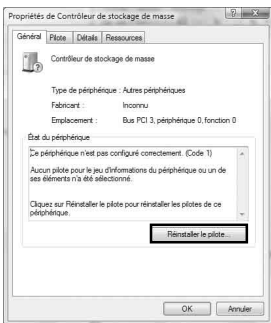 Propriétés de Contrôleur de stockage de masse
Général Pilote Détails Ressources
Contrôleur de stockage de masse
Type de périphérique : Autres périphériques
Fabricant : Inconnu
Emplacement : Bus PCI 3, périphérique 0, fonction 0
État du périphérique
Ce périphérique n'est pas configuré correctement. (Code 1)
Aucun pilote pour le jeu d'informations du périphérique ou un de
ses éléments n'a été sélectionné.
Cliquez sur Réinstaller le pilote pour réinstaller les pilotes de ce
périphérique.
Réinstaller le pilote...
OK Annuler